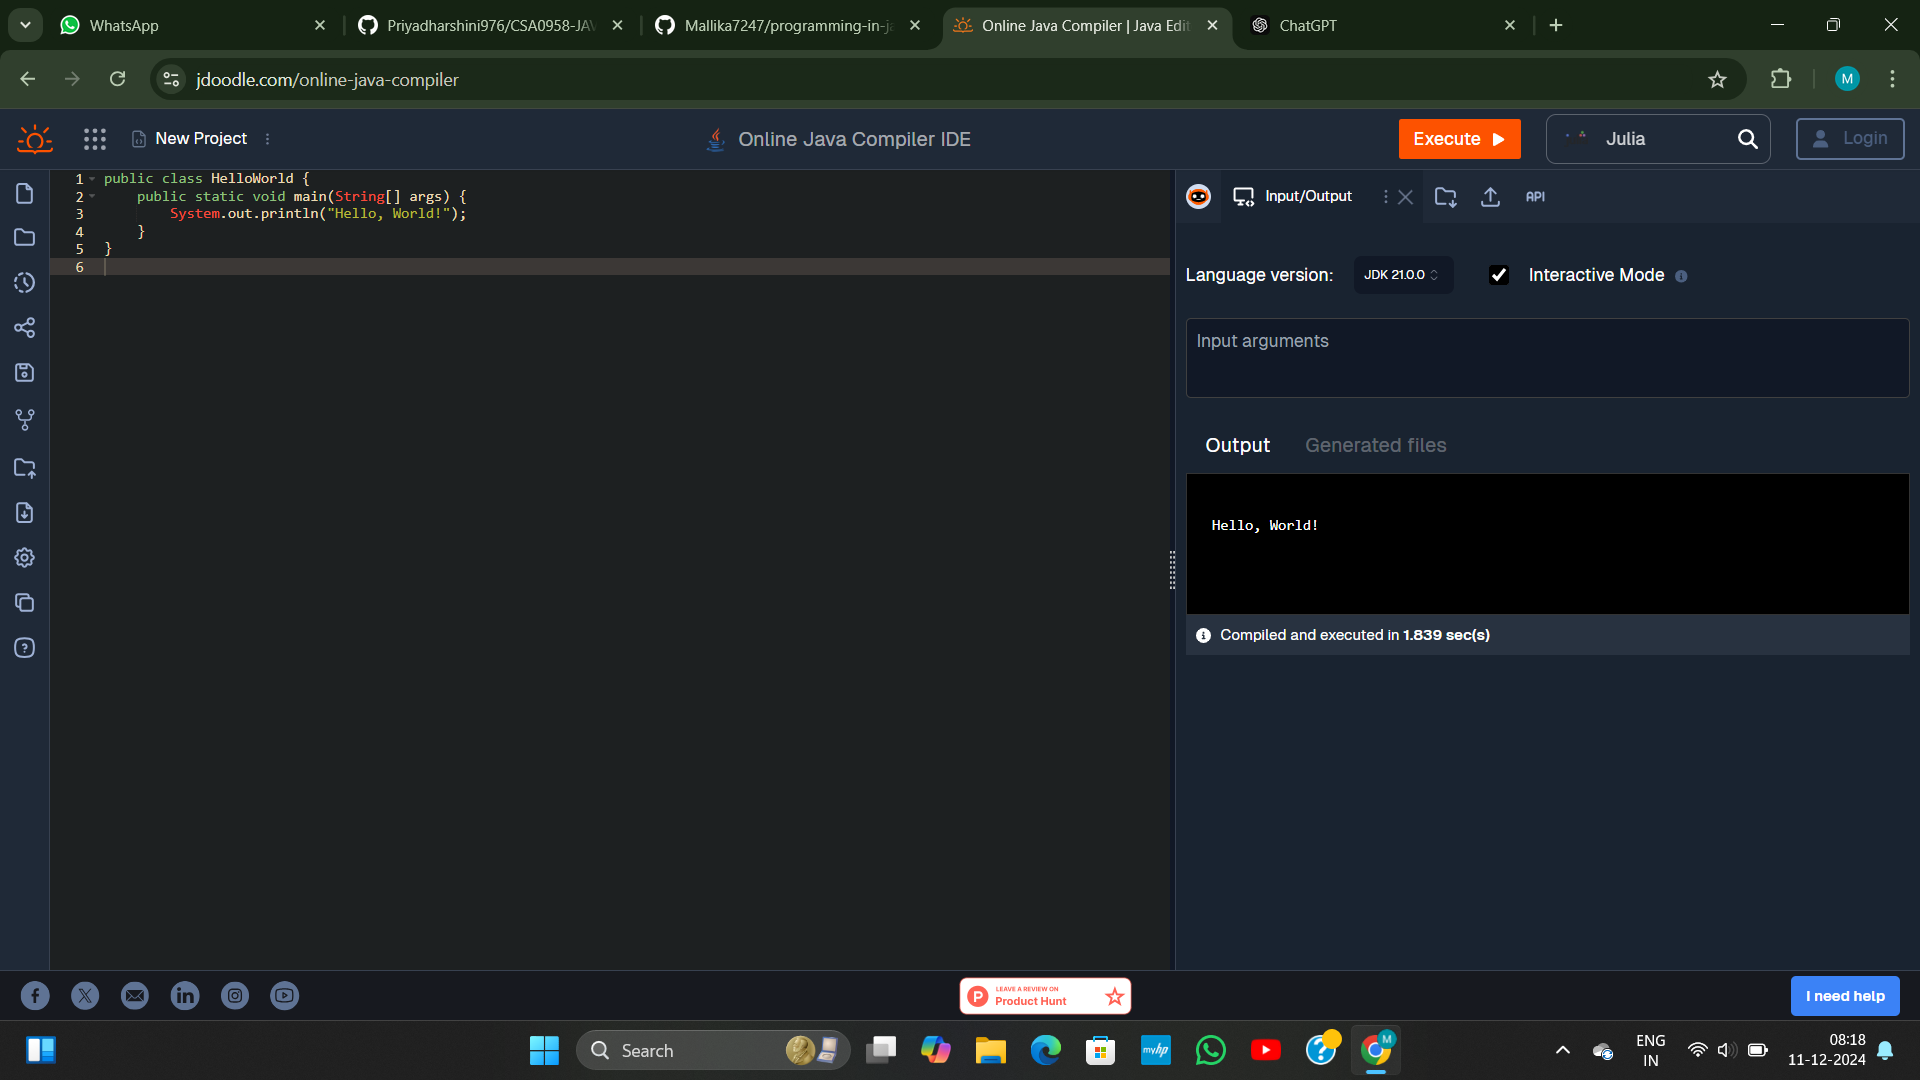 WhatsApp
Priyadharshini976/CSA0958-JAV
Mallika7247/programming-in-ja
Online Java Compiler | Java Edit
ChatGPT
jdoodle.com/online-java-compiler
M
New Project
Online Java Compiler IDE
Execute
Julia
Login
1 public class HelloWorld {
2     public static void main(String[] args) {
3         System.out.println("Hello, World!");
4     }
5 }
6
Input/Output
API
Language version:
JDK 21.0.0
Interactive Mode
Input arguments
Output
Generated files
Hello, World!
Compiled and executed in 1.839 sec(s)
LEAVE A REVIEW ON
P
Product Hunt
I need help
Search
myhp
M
ENG
IN
08:18
11-12-2024